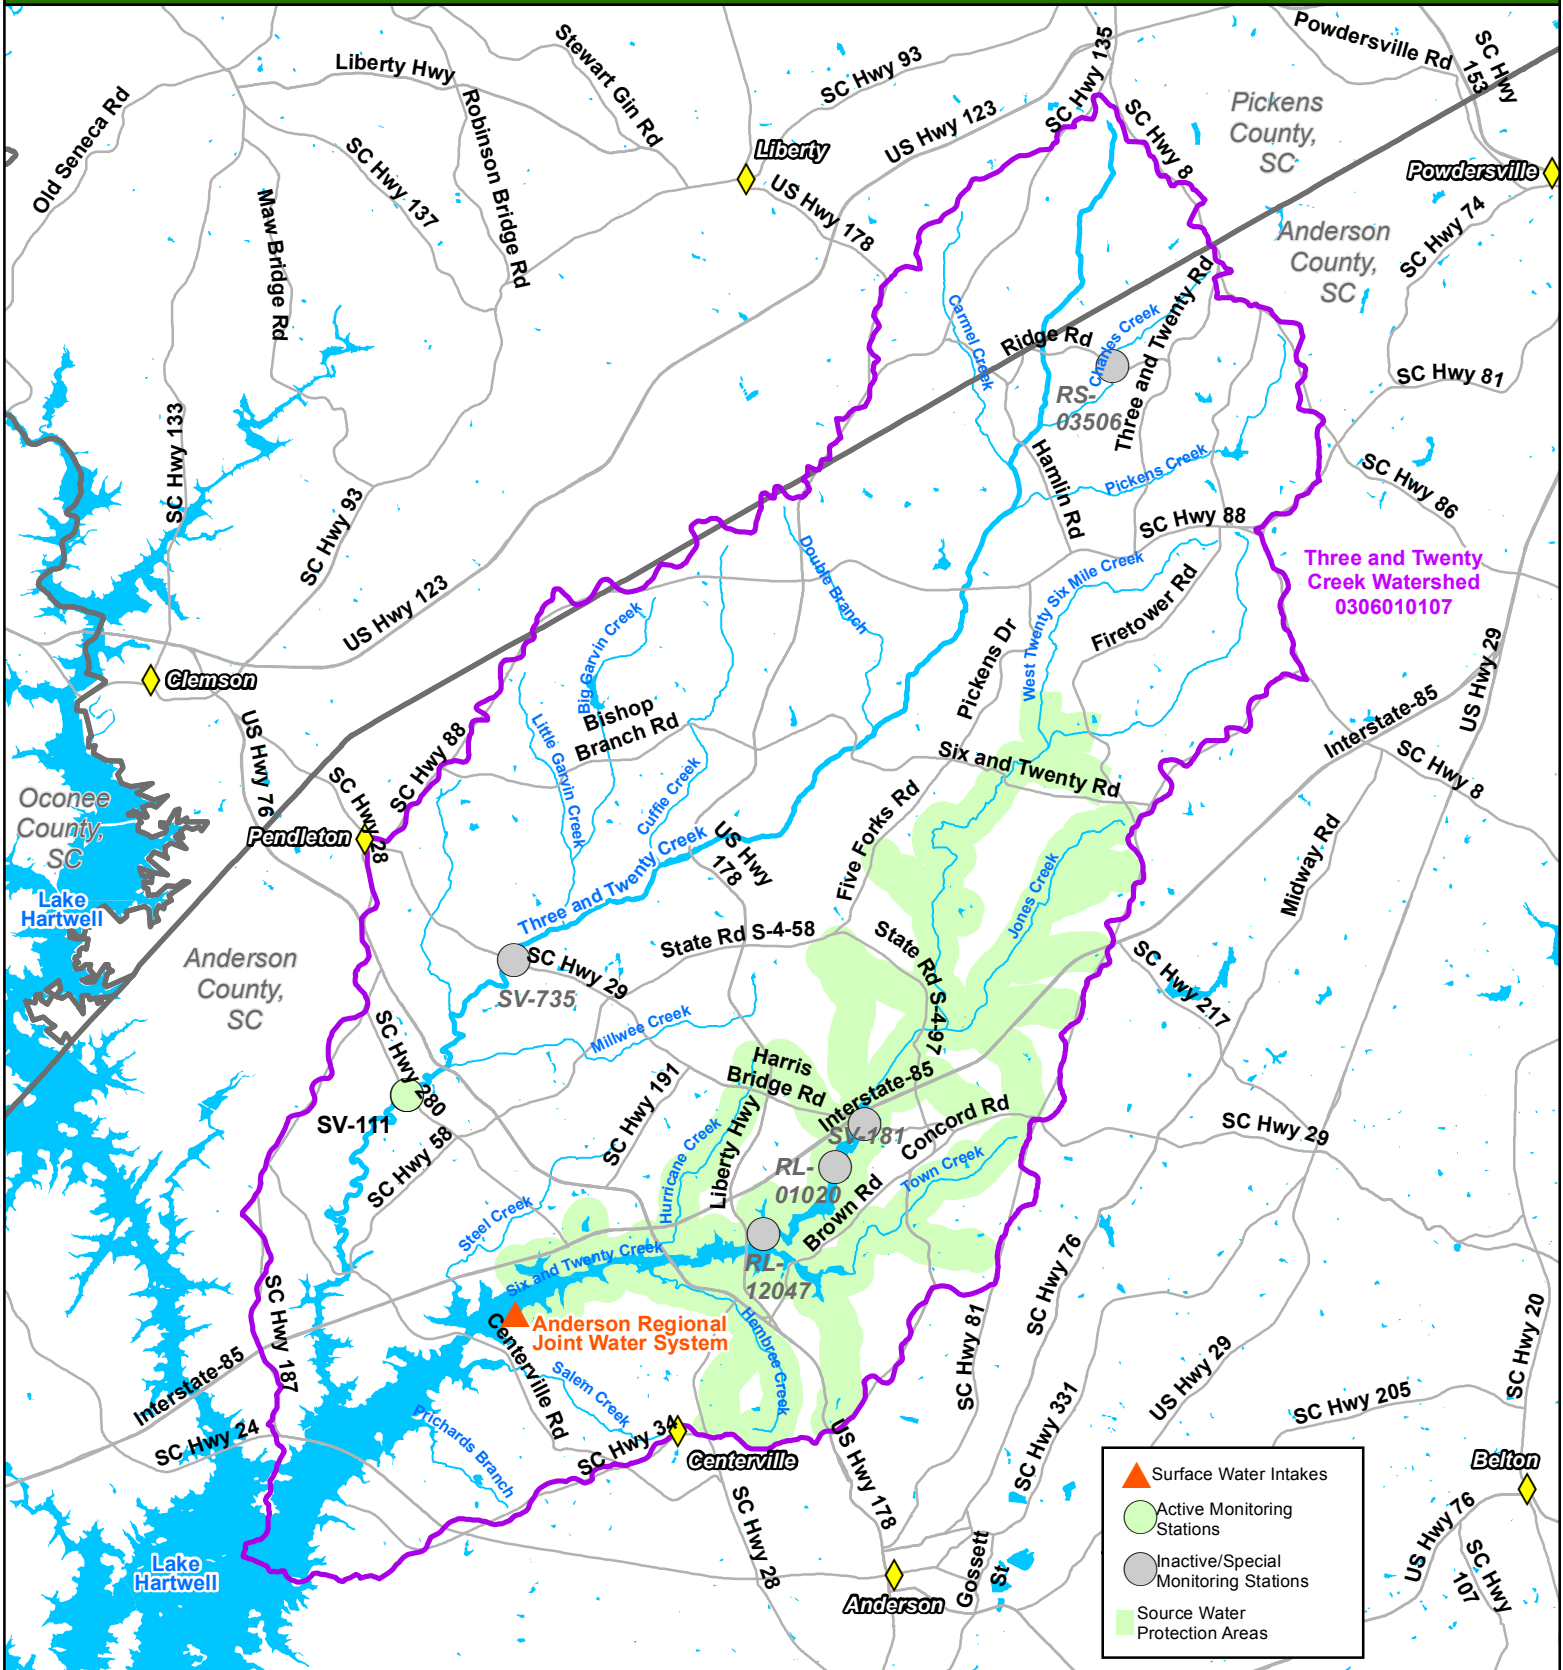 Liberty Hwy
Stewart Gin Rd
SC Hwy 93
SC Hwy 135
Powdersville Rd
SC Hwy
153
Old Seneca Rd
Robinson Bridge Rd
SC Hwy 137
Maw Bridge Rd
Liberty
US Hwy 123
SC Hwy 8
Pickens
County,
SC
Powdersville
US Hwy 178
SC Hwy 74
Anderson
County,
SC
Three and Twenty Rd
Carmel Creek
Ridge Rd
Charles Creek
RS-
03506
SC Hwy 81
SC Hwy 133
SC Hwy 93
Hamlin Rd
Pickens Creek
SC Hwy 86
SC Hwy 88
Double Branch
West Twenty Six Mile Creek
Three and Twenty
Creek Watershed
0306010107
US Hwy 123
Firetower Rd
Pickens Dr
Big Garvin Creek
US Hwy 29
Clemson
Bishop
Branch Rd
Little Garvin Creek
US Hwy 76
SC Hwy 28
SC Hwy 88
Interstate-85
SC Hwy 8
Six and Twenty Rd
Cuffie Creek
Oconee
County,
SC
Pendleton
Five Forks Rd
US Hwy
178
Midway Rd
Three and Twenty Creek
Jones Creek
Lake
Hartwell
State Rd S-4-58
State Rd S-4-97
SC Hwy 29
SV-735
Anderson
County,
SC
SC Hwy 217
Millwee Creek
SC Hwy 280
Harris
Bridge Rd
SV-111
SC Hwy 191
Interstate-85
SV-181
Concord Rd
SC Hwy 29
SC Hwy 58
Hurricane Creek
Liberty Hwy
RL-
01020
Town Creek
Brown Rd
Steel Creek
Six and Twenty Creek
RL-
12047
SC Hwy 76
SC Hwy 187
Anderson Regional
Joint Water System
Centerville Rd
Hembree Creek
SC Hwy 81
SC Hwy 20
Salem Creek
Interstate-85
SC Hwy 331
US Hwy 29
SC Hwy 205
SC Hwy 24
Prichards Branch
SC Hwy 34
Centerville
US Hwy 178
Belton
SC Hwy 28
US Hwy 76
SC Hwy
107
Lake
Hartwell
Anderson
Gossett
St
Surface Water Intakes
Active Monitoring
Stations
Inactive/Special
Monitoring Stations
Source Water
Protection Areas